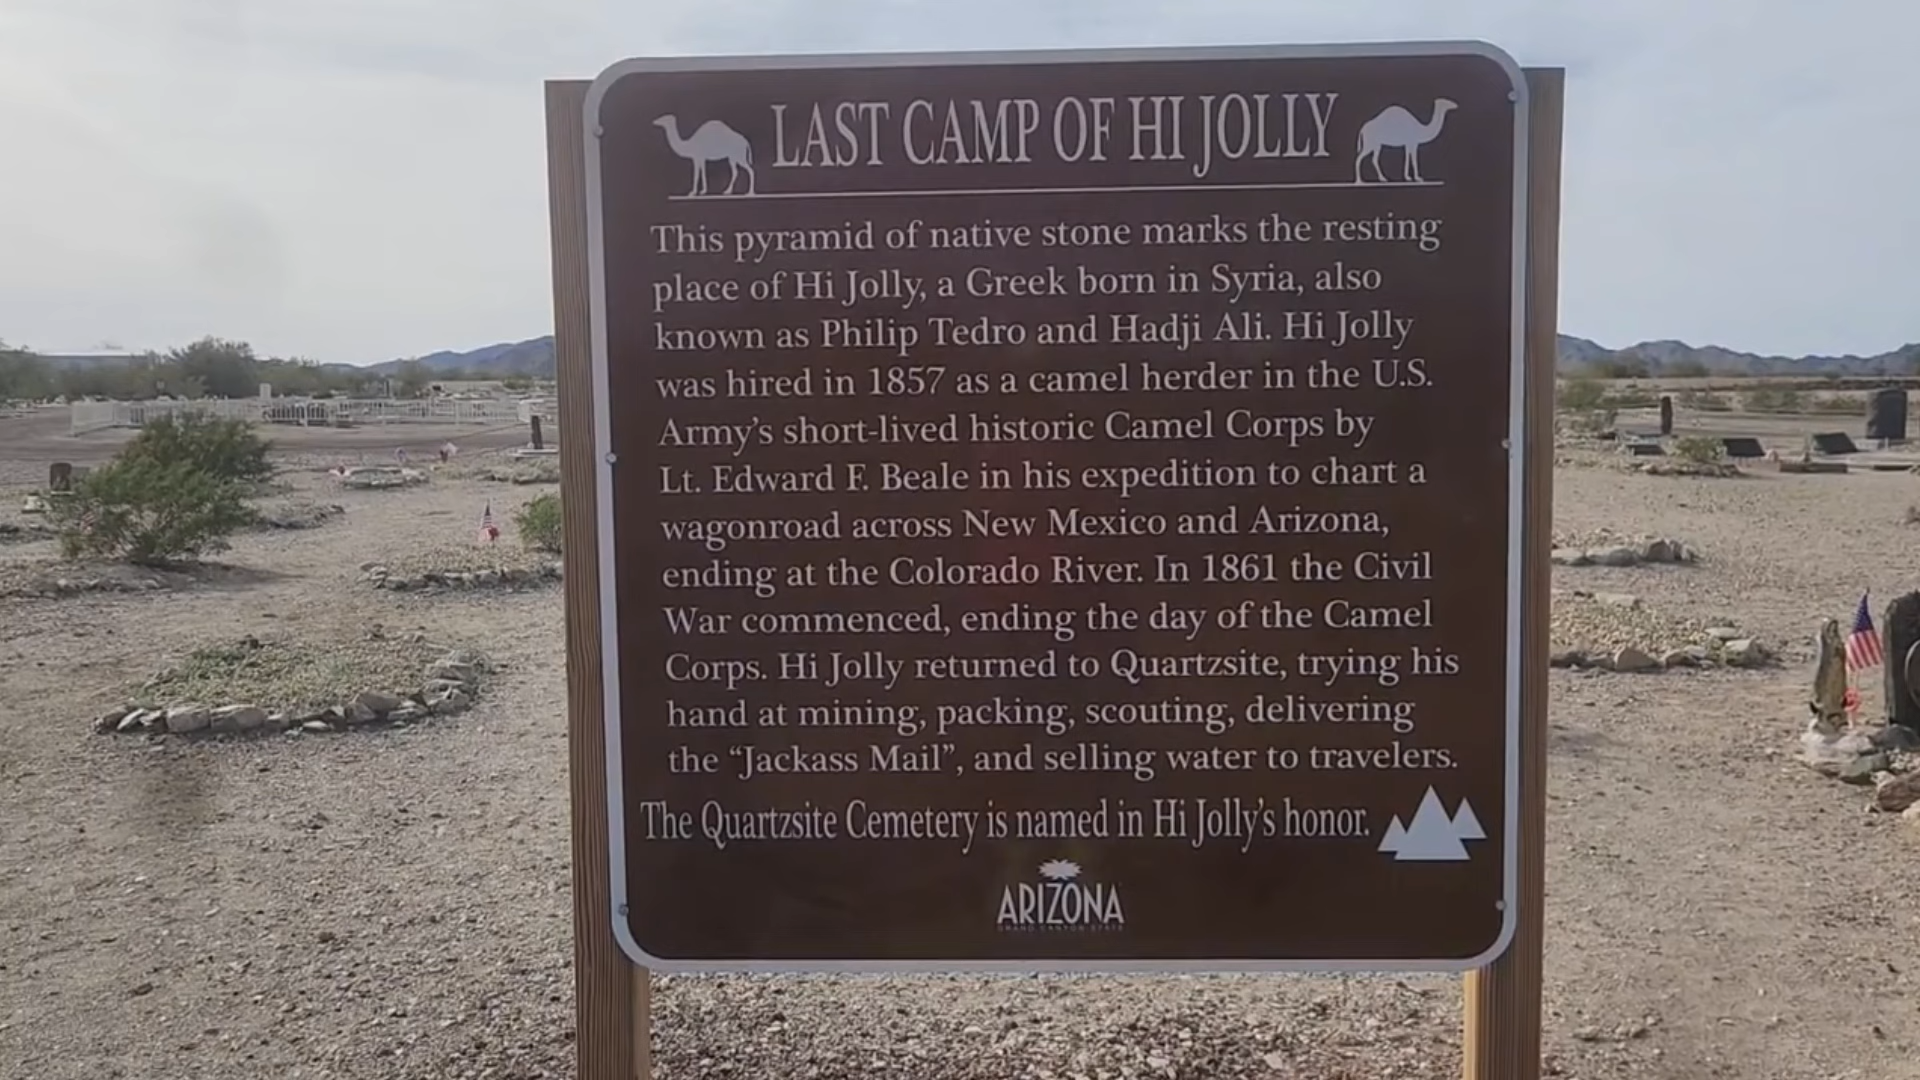 LAST CAMP OF HI JOLLY
This pyramid of native stone marks the resting
place of Hi Jolly, a Greek born in Syria, also
known as Philip Tedro and Hadji Ali. Hi Jolly
was hired in 1857 as a camel herder in the U.S.
Army's short-lived historic Camel Corps by
Lt. Edward F. Beale in his expedition to chart a
wagonroad across New Mexico and Arizona,
ending at the Colorado River. In 1861 the Civil
War commenced, ending the day of the Camel
Corps. Hi Jolly returned to Quartzsite, trying his
hand at mining, packing, scouting, delivering
the “Jackass Mail”, and selling water to travelers.
The Quartzsite Cemetery is named in Hi Jolly's honor.
ARIZONA
GRAND CANYON STATE